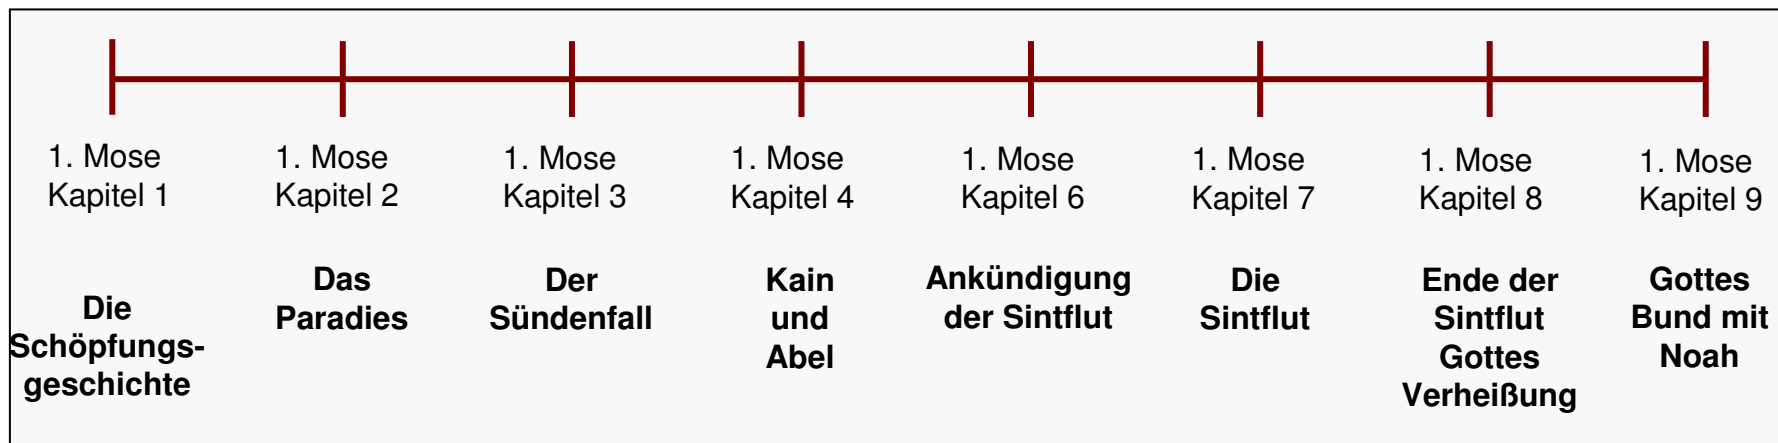 1. Mose
Kapitel 1
Die
Schöpfungs-
geschichte
1. Mose
Kapitel 2
Das
Paradies
1. Mose
Kapitel 3
Der
Sündenfall
1. Mose
Kapitel 4
Kain
und
Abel
1. Mose
Kapitel 6
Ankündigung
der Sintflut
1. Mose
Kapitel 7
Die
Sintflut
1. Mose
Kapitel 8
Ende der
Sintflut
Gottes
Verheißung
1. Mose
Kapitel 9
Gottes
Bund mit
Noah